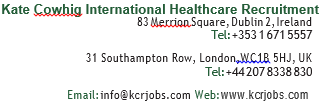 Kate Cowhig International Healthcare Recruitment
83 Merrion Square, Dublin 2, Ireland
Tel: +353 1 671 5557
31 Southampton Row, London, WC1B 5HJ, UK
Tel: +44 207 8338 830
Email: info@kcrjobs.com Web: www.kcrjobs.com